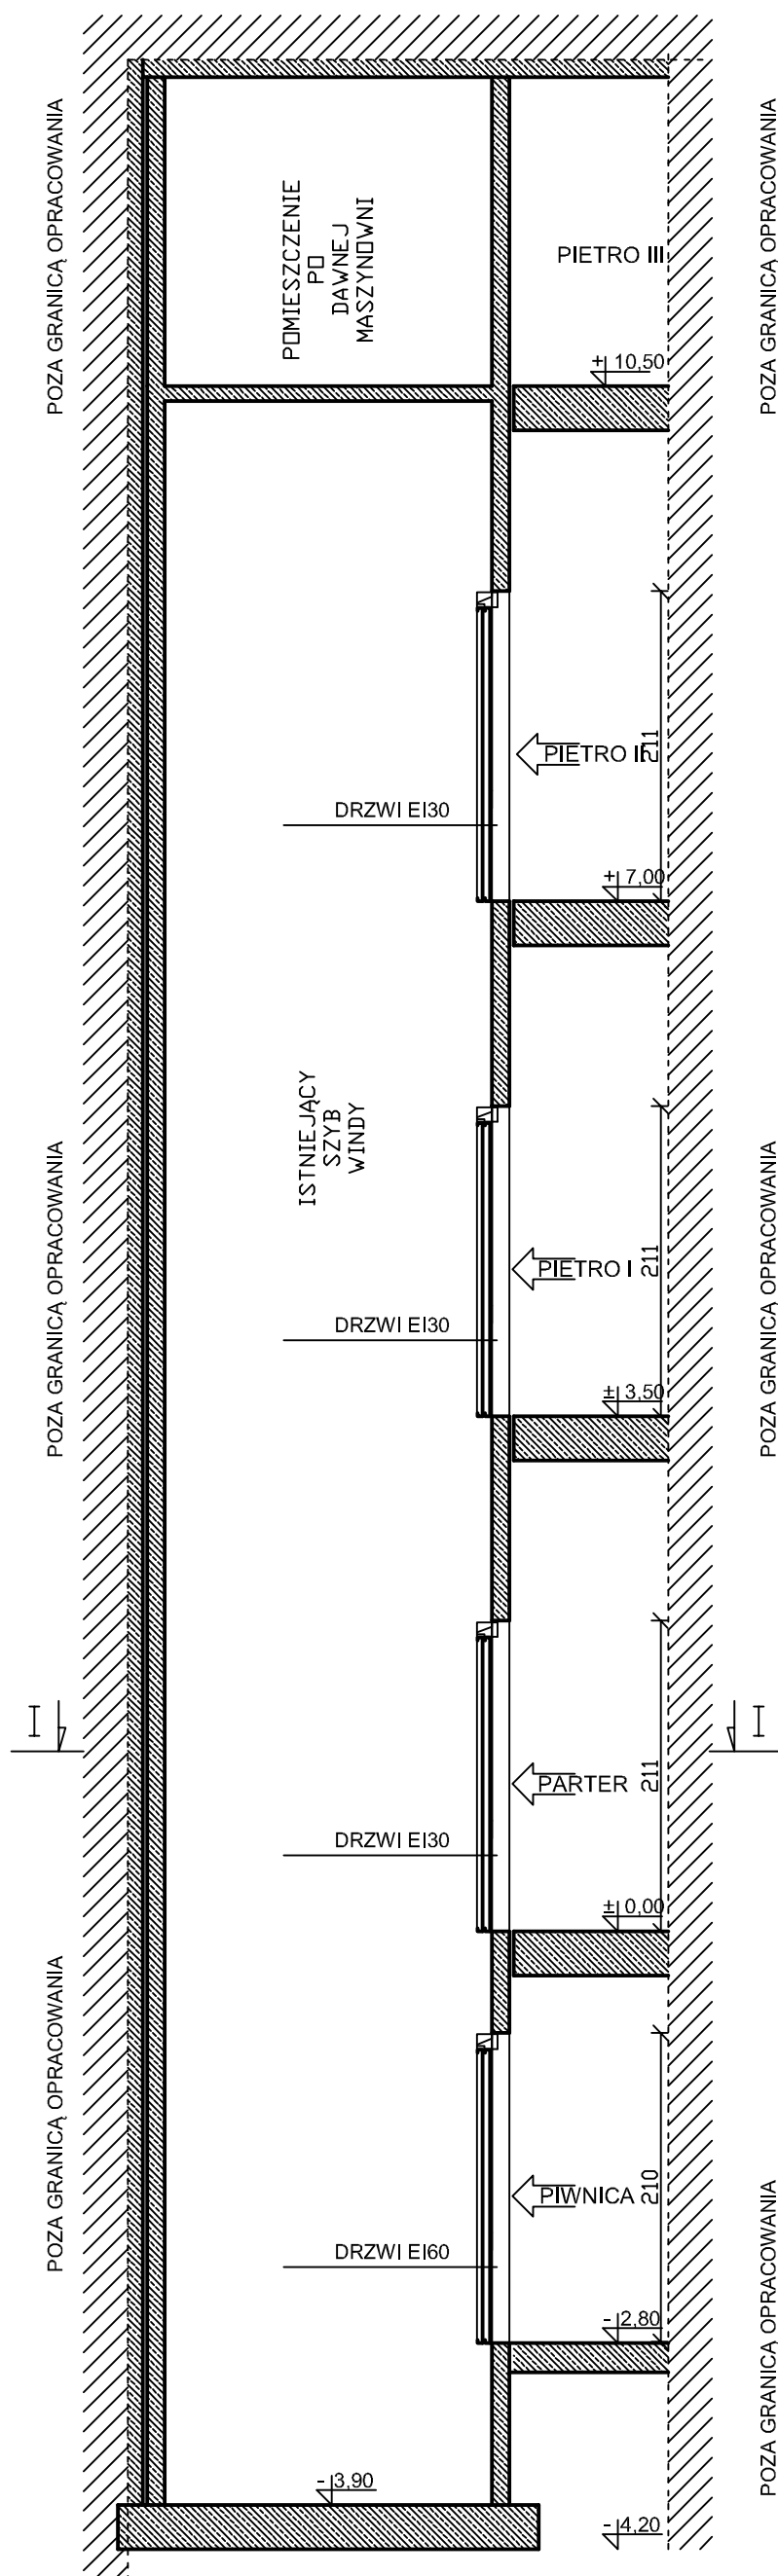 POZA GRANICĄ OPRACOWANIA
POZA GRANICĄ OPRACOWANIA
POMIESZCZENIE
PO
DAWNEJ
MASZYNOWNI
PIETRO III
+ 10,50
PIETRO II
211
DRZWI EI30
+ 7,00
ISTNIEJĄCY
SZYB
WINDY
POZA GRANICĄ OPRACOWANIA
POZA GRANICĄ OPRACOWANIA
PIETRO I
211
DRZWI EI30
± 3,50
I
I
PARTER
211
DRZWI EI30
± 0,00
POZA GRANICĄ OPRACOWANIA
PIWNICA
210
DRZWI EI60
- 2,80
POZA GRANICĄ OPRACOWANIA
- 3,90
- 4,20